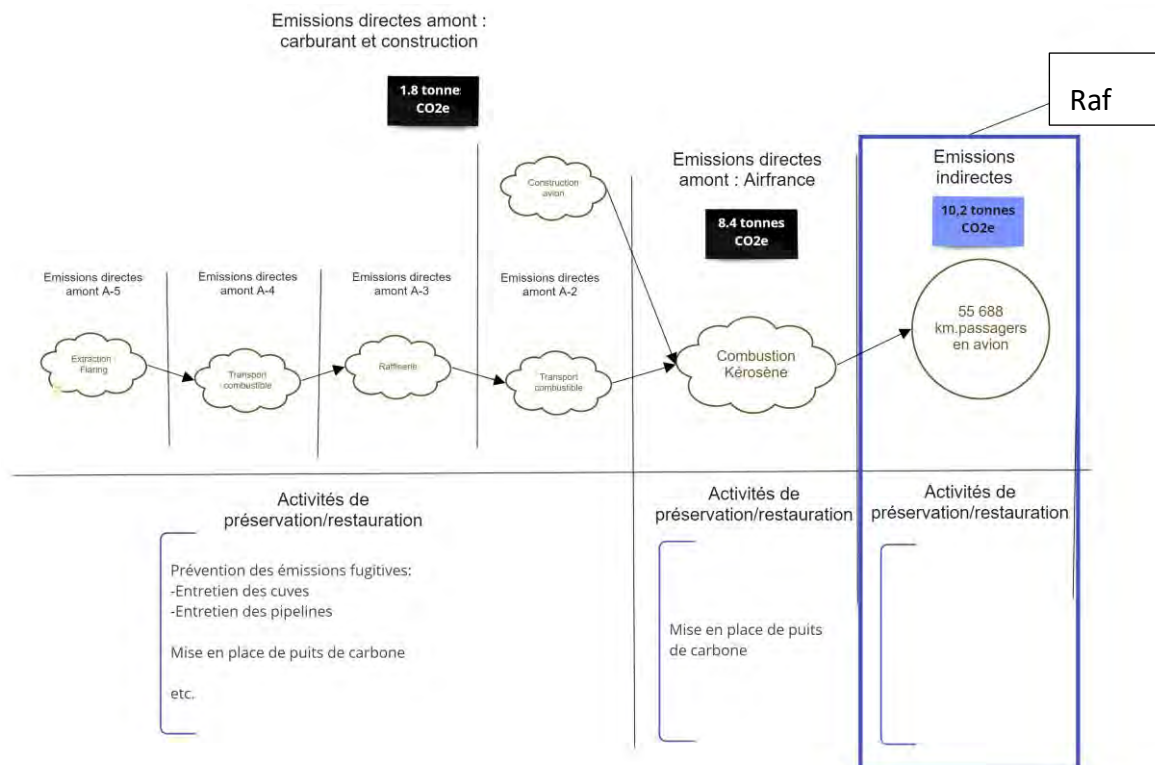 Emissions directes amont :
carburant et construction
1.8 tonnes
CO2e
Raf
Emissions directes
amont : Airfrance
8.4 tonnes
CO2e
Emissions
indirectes
10,2 tonnes
CO2e
Construction
avion
Emissions directes
amont A-5
Emissions directes
amont A-4
Emissions directes
amont A-3
Emissions directes
amont A-2
Extraction
Flaring
Transport
combustible
Raffinerie
Transport
combustible
Combustion
Kérosène
55 688
km.passagers
en avion
Activités de
préservation/restauration
Prévention des émissions fugitives:
-Entretien des cuves
-Entretien des pipelines
Mise en place de puits de carbone
etc.
Activités de
préservation/restauration
Mise en place de puits
de carbone
Activités de
préservation/restauration